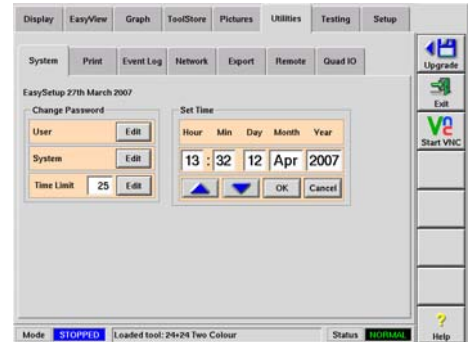 Display EasyView Graph ToolStore Pictures Utilities Testing Setup
System Print Event Log Network Export Remote Quad IO
EasySetup 27th March 2007
Change Password
User Edit
System Edit
Time Limit 25 Edit
Set Time
Hour Min Day Month Year
13 : 32 12 Apr 2007
OK Cancel
Upgrade
Exit
V2
Start VNC
?
Help
Mode STOPPED Loaded tool: 24+24 Two Colour Status NORMAL